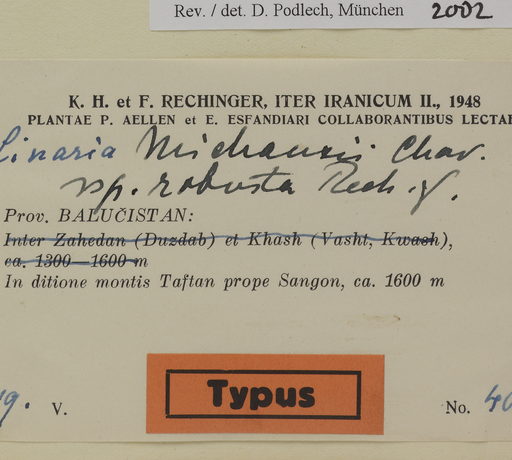 Rev. / det. D. Podlech, München 2002
K. H. et F. RECHINGER, ITER IRANICUM II., 1948
PLANTAE P. AELLEN et E. ESFANDIARI COLLABORANTIBUS LECTAE
Linaria Michauxii Chav.
ssp. robusta Rech. f.
Prov. BALUČISTAN:
Inter Zahedan (Duzdab) et Khash (Vasht, Kwash),
ca. 1300—1600 m
In ditione montis Taftan prope Sangon, ca. 1600 m
Typus
9. V. No. 40